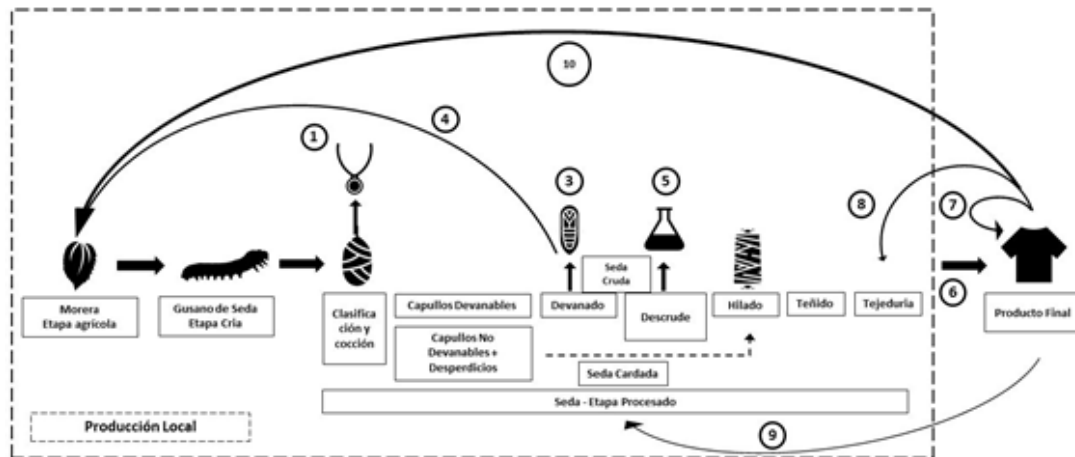 10
4
1
3
5
8
7
6
Seda
Cruda
Morera
Etapa agrícola
Gusano de Seda
Etapa Cria
Clasifica
ción y
cocción
Capullos Devanables
Devanado
Descrude
Hilado
Teñido
Tejeduria
Producto Final
Capullos No
Devanables +
Desperdicios
Seda Cardada
Seda - Etapa Procesado
Producción Local
9